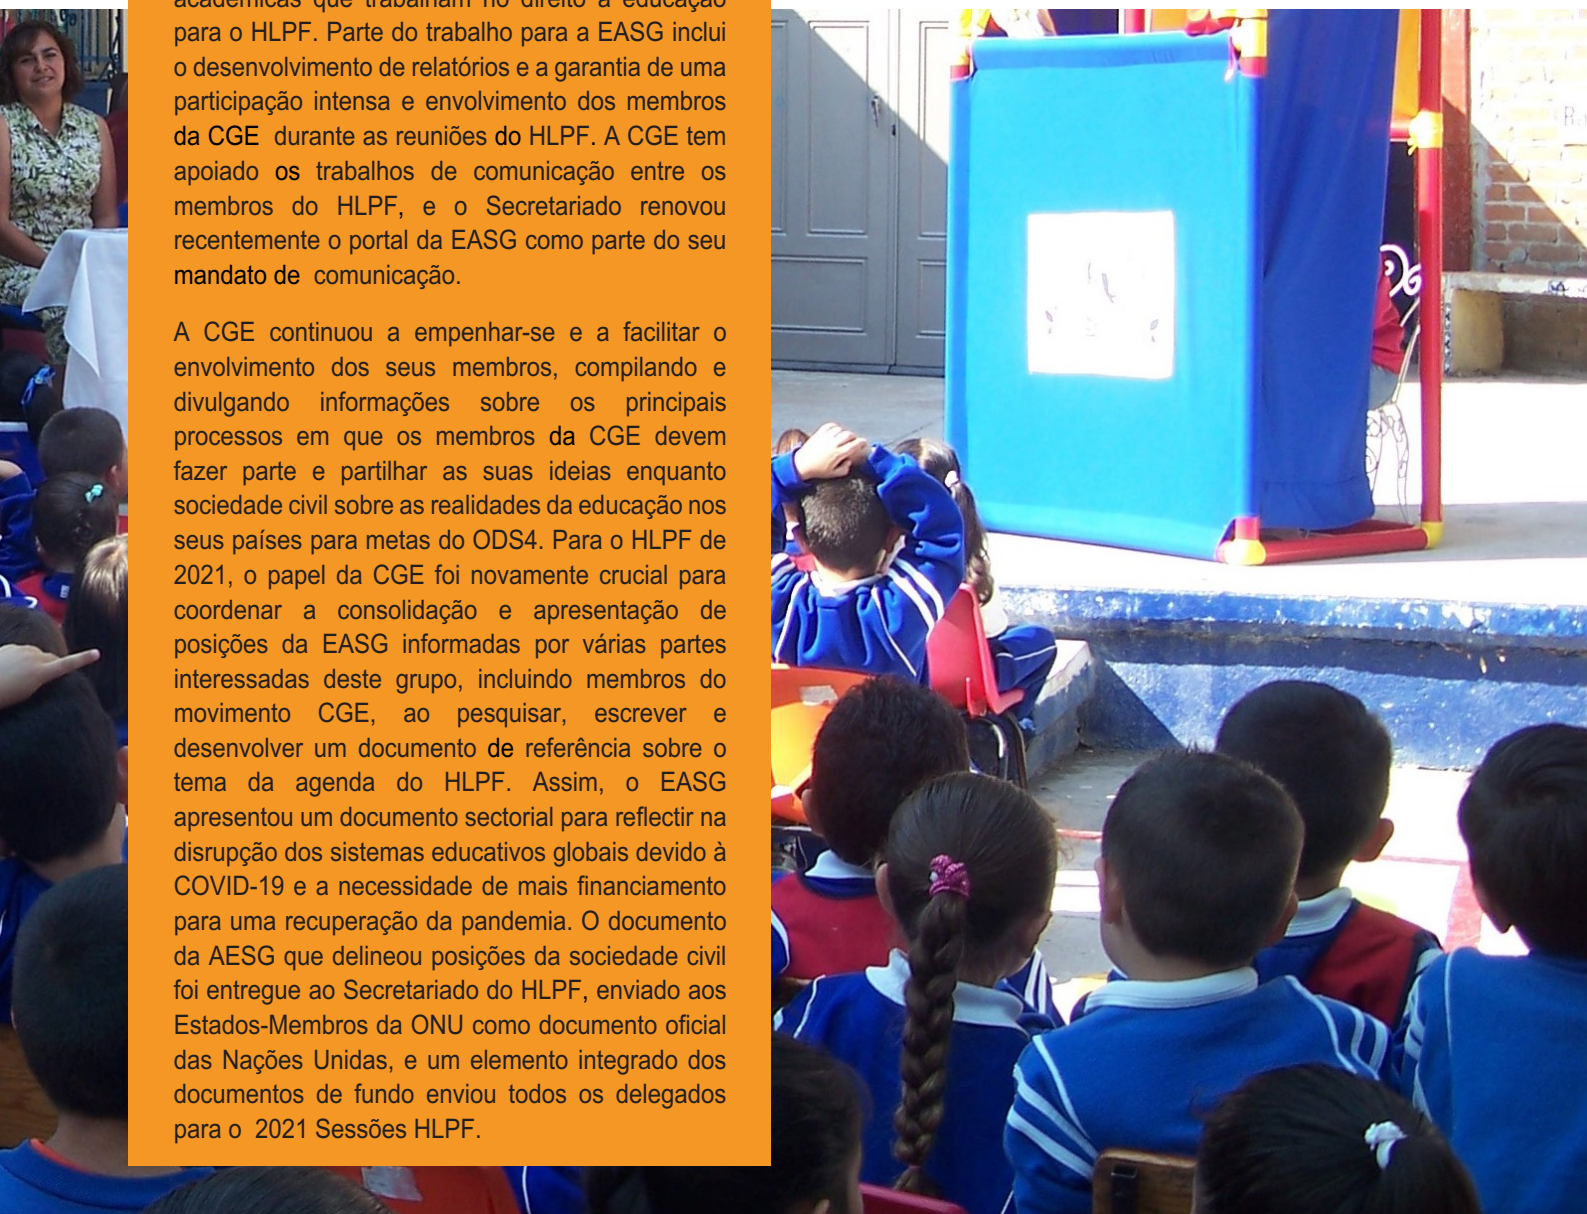 académicas que trabalham no direito à educação
para o HLPF. Parte do trabalho para a EASG inclui
o desenvolvimento de relatórios e a garantia de uma
participação intensa e envolvimento dos membros
da CGE durante as reuniões do HLPF. A CGE tem
apoiado os trabalhos de comunicação entre os
membros do HLPF, e o Secretariado renovou
recentemente o portal da EASG como parte do seu
mandato de comunicação.
A CGE continuou a empenhar-se e a facilitar o
envolvimento dos seus membros, compilando e
divulgando informações sobre os principais
processos em que os membros da CGE devem
fazer parte e partilhar as suas ideias enquanto
sociedade civil sobre as realidades da educação nos
seus países para metas do ODS4. Para o HLPF de
2021, o papel da CGE foi novamente crucial para
coordenar a consolidação e apresentação de
posições da EASG informadas por várias partes
interessadas deste grupo, incluindo membros do
movimento CGE, ao pesquisar, escrever e
desenvolver um documento de referência sobre o
tema da agenda do HLPF. Assim, o EASG
apresentou um documento sectorial para reflectir na
disrupção dos sistemas educativos globais devido à
COVID-19 e a necessidade de mais financiamento
para uma recuperação da pandemia. O documento
da AESG que delineou posições da sociedade civil
foi entregue ao Secretariado do HLPF, enviado aos
Estados-Membros da ONU como documento oficial
das Nações Unidas, e um elemento integrado dos
documentos de fundo enviou todos os delegados
para o 2021 Sessões HLPF.